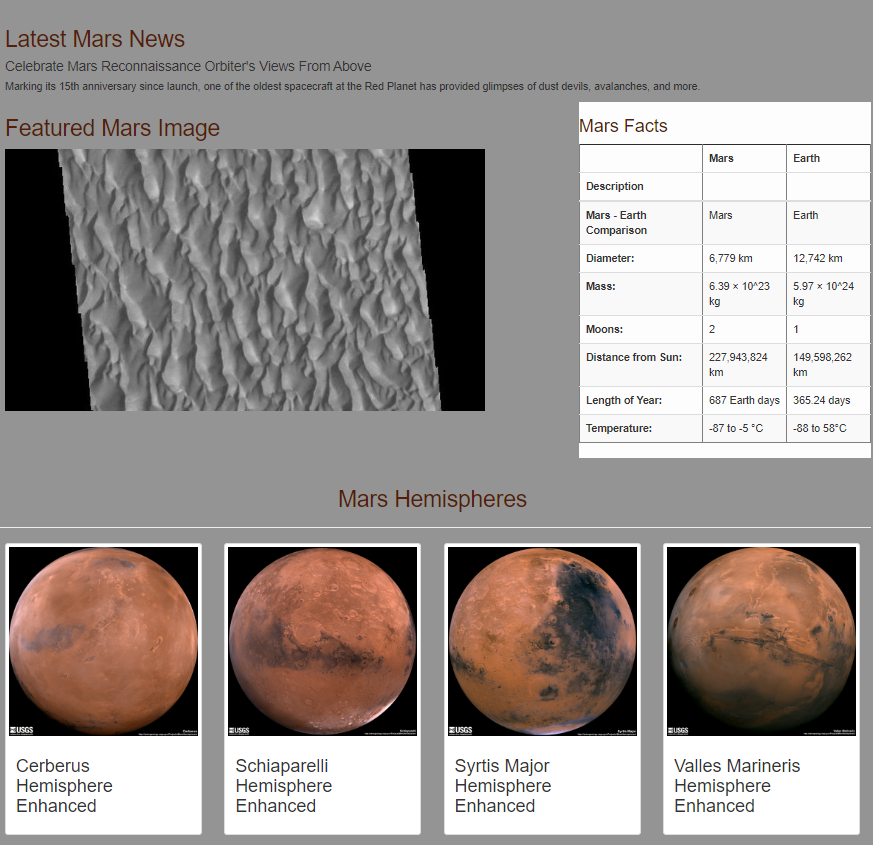 Latest Mars News
Celebrate Mars Reconnaissance Orbiter's Views From Above
Marking its 15th anniversary since launch, one of the oldest spacecraft at the Red Planet has provided glimpses of dust devils, avalanches, and more.
Featured Mars Image
Mars Facts
Mars Earth
Description
Mars - Earth Comparison Mars Earth
Diameter: 6,779 km 12,742 km
Mass: 6.39 × 10^23 kg 5.97 × 10^24 kg
Moons: 2 1
Distance from Sun: 227,943,824 km 149,598,262 km
Length of Year: 687 Earth days 365.24 days
Temperature: -87 to -5 °C -88 to 58°C
Mars Hemispheres
USGS
USGS
USGS
USGS
Cerberus
Hemisphere
Enhanced
Schiaparelli
Hemisphere
Enhanced
Syrtis Major
Hemisphere
Enhanced
Valles Marineris
Hemisphere
Enhanced